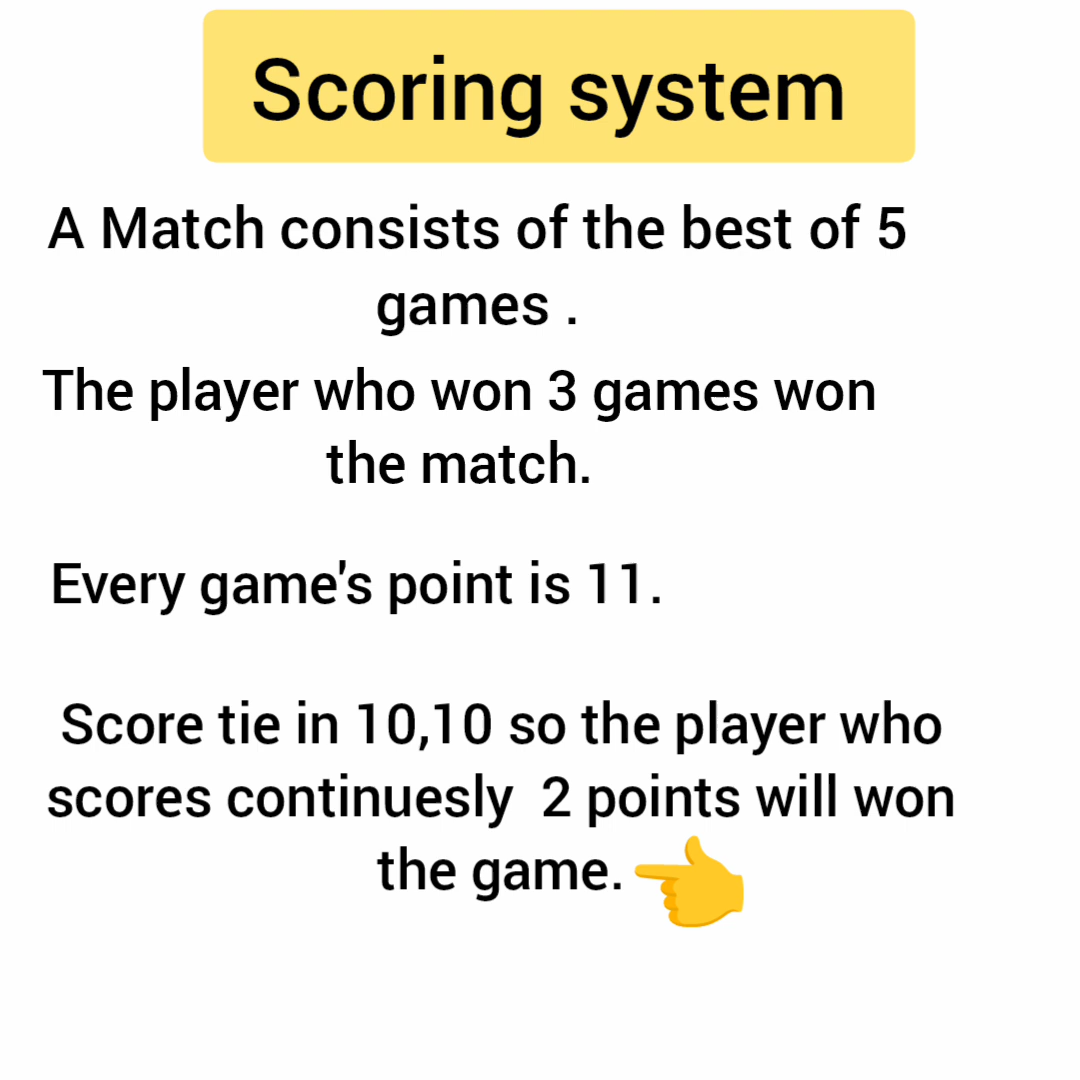 Scoring system
A Match consists of the best of 5
games .
The player who won 3 games won
the match.
Every game's point is 11.
Score tie in 10,10 so the player who
scores continuesly 2 points will won
the game.